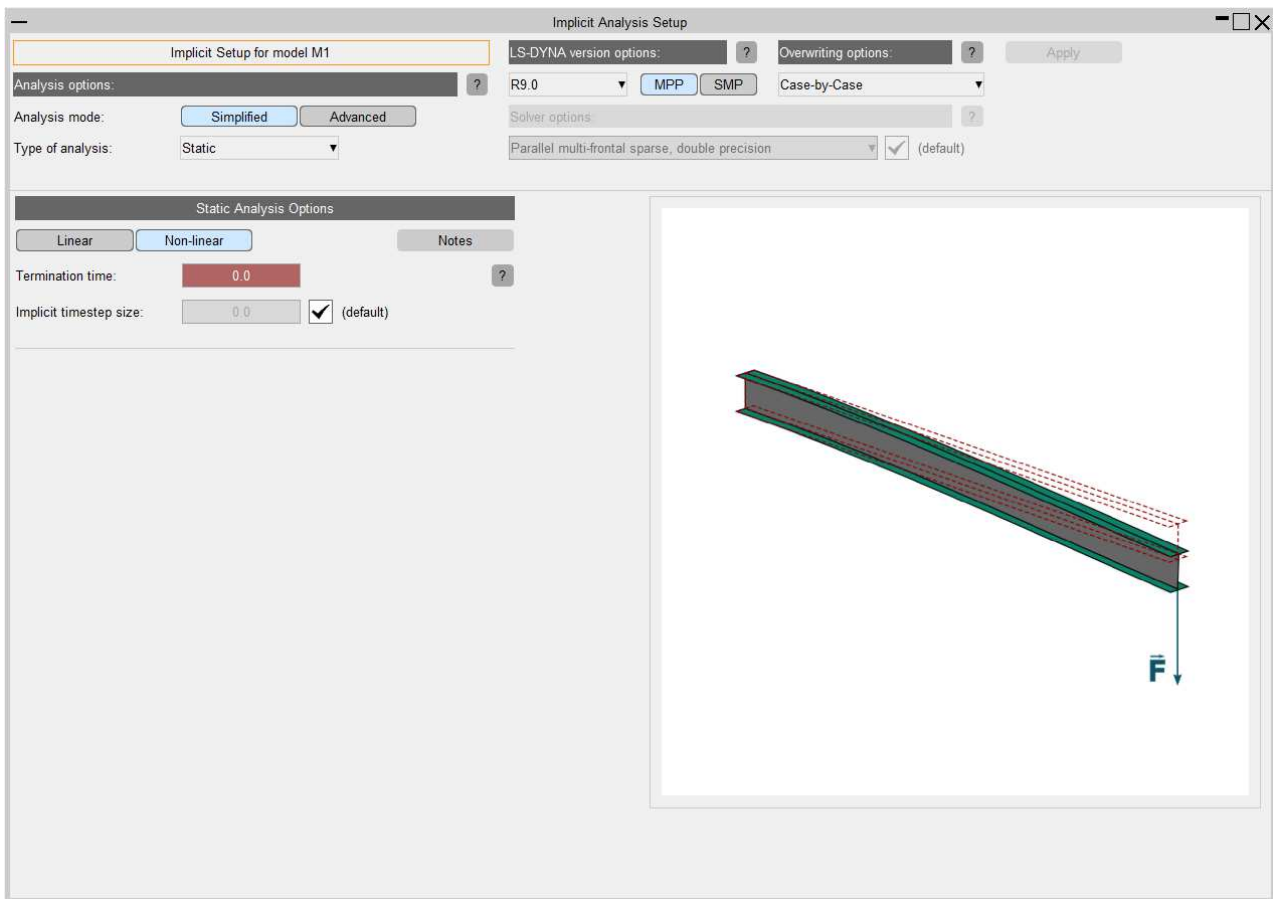 Implicit Analysis Setup
Implicit Setup for model M1
LS-DYNA version options: ?
Overwriting options: ?
Apply
Analysis options: ?
R9.0 MPP SMP
Case-by-Case
Analysis mode: Simplified Advanced
Solver options: ?
Type of analysis: Static
Parallel multi-frontal sparse, double precision (default)
Static Analysis Options
Linear Non-linear Notes
Termination time: 0.0 ?
Implicit timestep size: 0.0 (default)
F